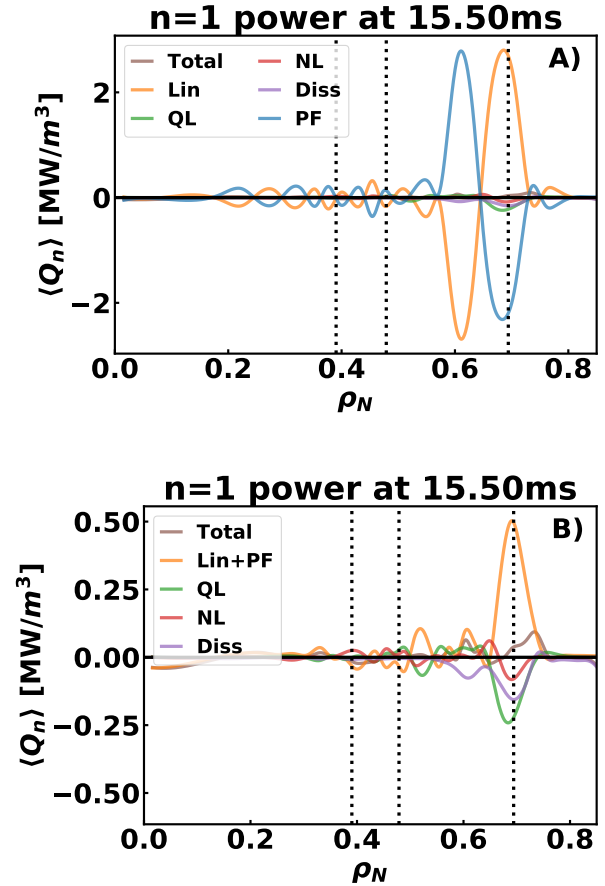 n=1 power at 15.50ms
A)
Total NL
Lin Diss
QL PF
⟨Qₙ⟩ [MW/m³]
2
0
−2
0.0 0.2 0.4 0.6 0.8
ρ_N
n=1 power at 15.50ms
B)
Total
Lin+PF
QL
NL
Diss
⟨Qₙ⟩ [MW/m³]
0.50
0.25
0.00
−0.25
−0.50
0.0 0.2 0.4 0.6 0.8
ρ_N